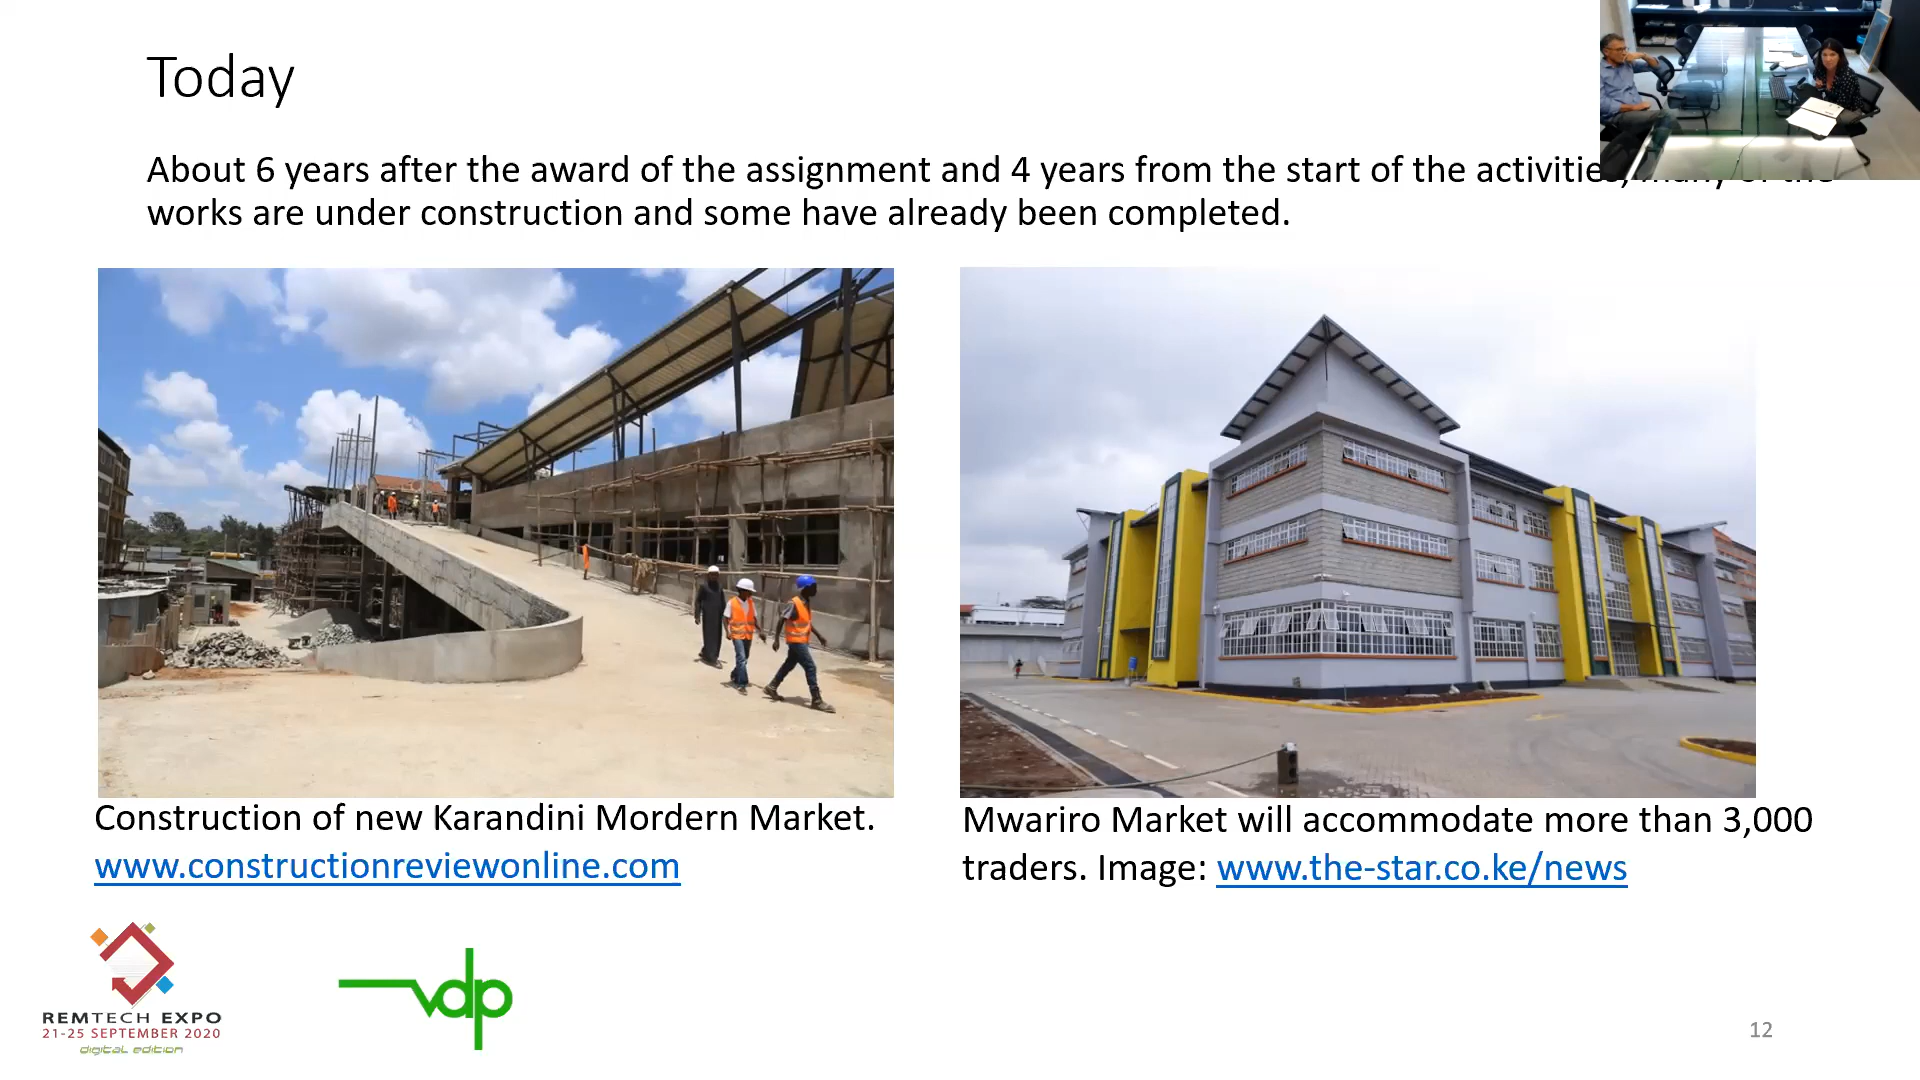 Today
About 6 years after the award of the assignment and 4 years from the start of the activities, many of the
works are under construction and some have already been completed.
Construction of new Karandini Mordern Market.
www.constructionreviewonline.com
Mwariro Market will accommodate more than 3,000
traders. Image: www.the-star.co.ke/news
REMTECH EXPO
21-25 SEPTEMBER 2020
digital edition
vdp
12